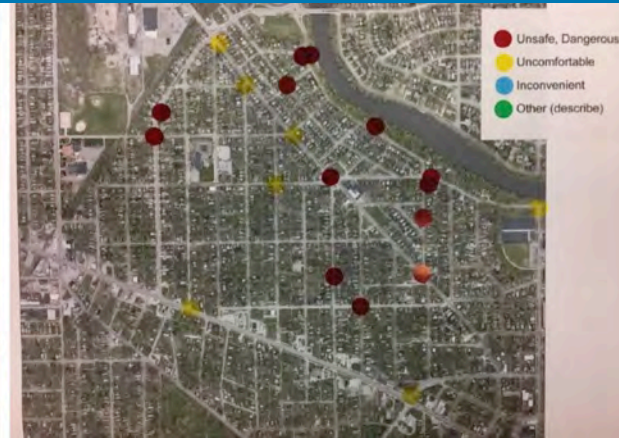 Unsafe, Dangerous
Uncomfortable
Inconvenient
Other (describe)